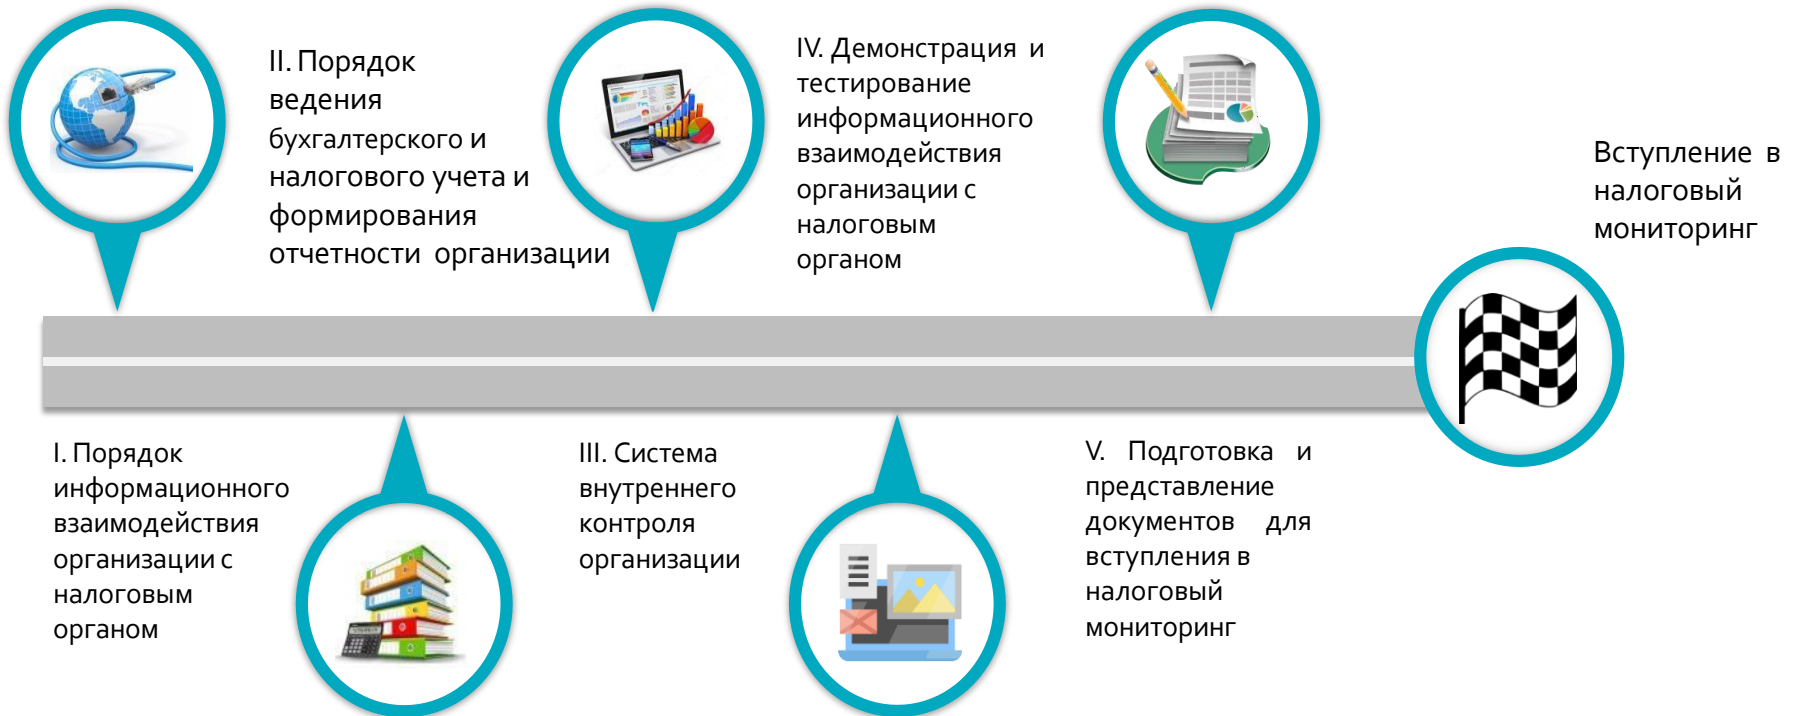 I. Порядок
информационного
взаимодействия
организации с
налоговым
органом
II. Порядок
ведения
бухгалтерского и
налогового учета и
формирования
отчетности организации
III. Система
внутреннего
контроля
организации
IV. Демонстрация и
тестирование
информационного
взаимодействия
организации с
налоговым
органом
V. Подготовка и
представление
документов для
вступления в
налоговый
мониторинг
Вступление в
налоговый
мониторинг